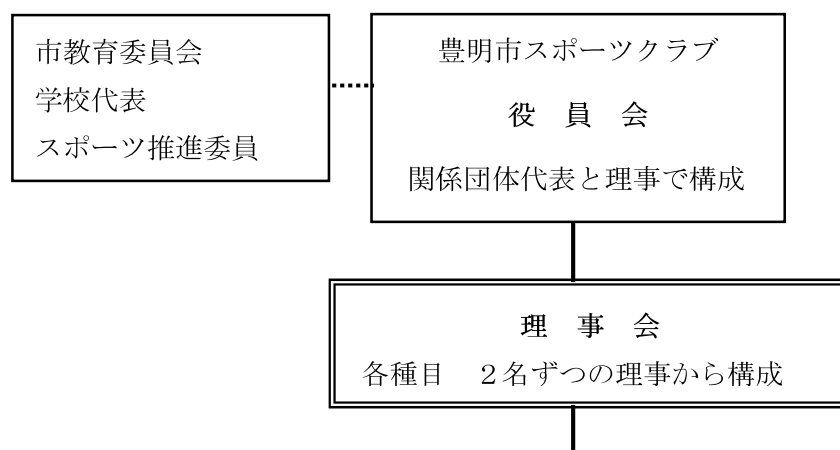 市教育委員会
学校代表
スポーツ推進委員
豊明市スポーツクラブ
役　員　会
関係団体代表と理事で構成
理　事　会
各種目　２名ずつの理事から構成